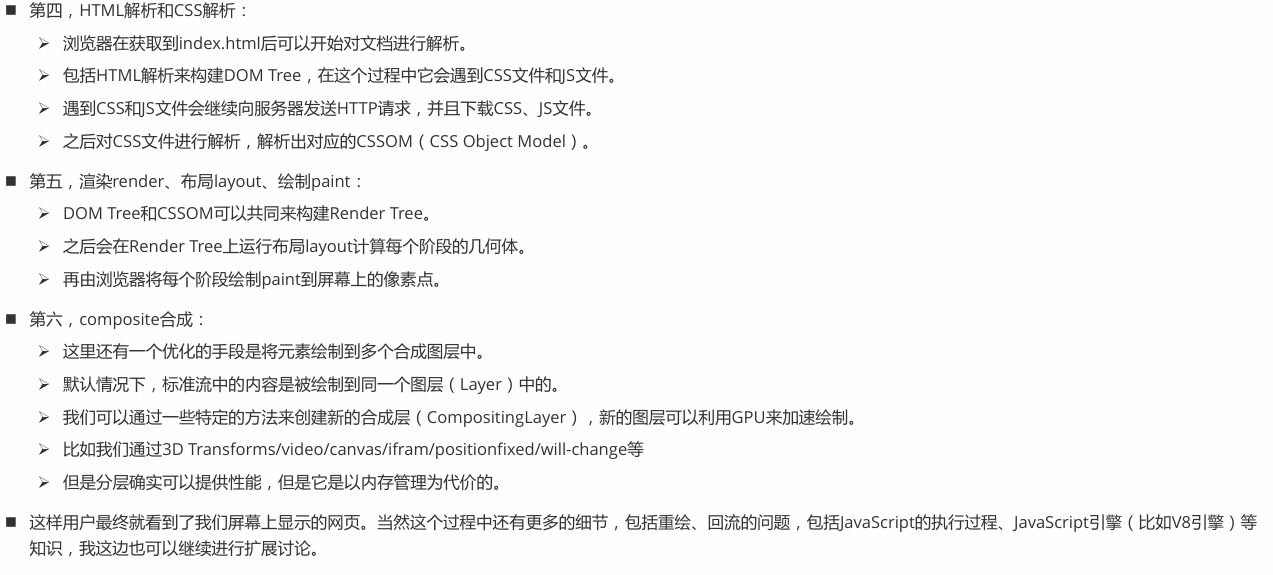 ■ 第四，HTML解析和CSS解析：
➢ 浏览器在获取到index.html后可以开始对文档进行解析。
➢ 包括HTML解析来构建DOM Tree，在这个过程中它会遇到CSS文件和JS文件。
➢ 遇到CSS和JS文件会继续向服务器发送HTTP请求，并且下载CSS、JS文件。
➢ 之后对CSS文件进行解析，解析出对应的CSSOM（CSS Object Model）。
■ 第五，渲染render、布局layout、绘制paint：
➢ DOM Tree和CSSOM可以共同来构建Render Tree。
➢ 之后会在Render Tree上运行布局layout计算每个阶段的几何体。
➢ 再由浏览器将每个阶段绘制paint到屏幕上的像素点。
■ 第六，composite合成：
➢ 这里还有一个优化的手段是将元素绘制到多个合成图层中。
➢ 默认情况下，标准流中的内容是被绘制到同一个图层（Layer）中的。
➢ 我们可以通过一些特定的方法来创建新的合成层（CompositingLayer），新的图层可以利用GPU来加速绘制。
➢ 比如我们通过3D Transforms/video/canvas/ifram/positionfixed/will-change等
➢ 但是分层确实可以提供性能，但是它是以内存管理为代价的。
■ 这样用户最终就看到了我们屏幕上显示的网页。当然这个过程中还有更多的细节，包括重绘、回流的问题，包括JavaScript的执行过程、JavaScript引擎（比如V8引擎）等
知识，我这边也可以继续进行扩展讨论。